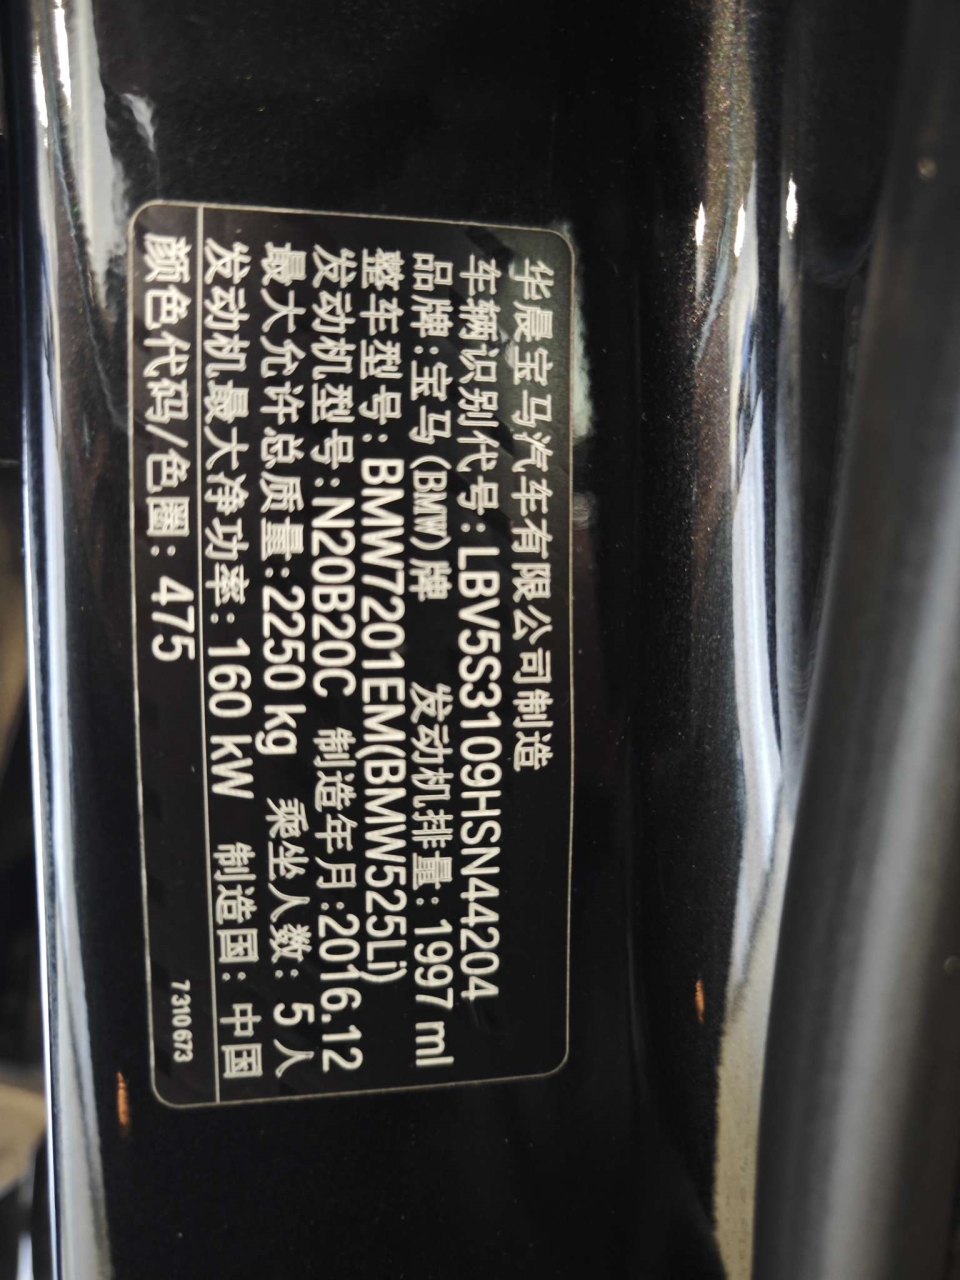 华晨宝马汽车有限公司制造
车辆识别代号:LBV5S3109HSN44204
品牌:宝马(BMW)牌 发动机排量:1997 ml
整车型号:BMW7201EM(BMW525Li)
发动机型号:N20B20C 制造年月:2016.12
最大允许总质量:2250 kg 乘坐人数:5人
发动机最大净功率:160 kW 制造国:中国
颜色代码/色圈:475
7310673